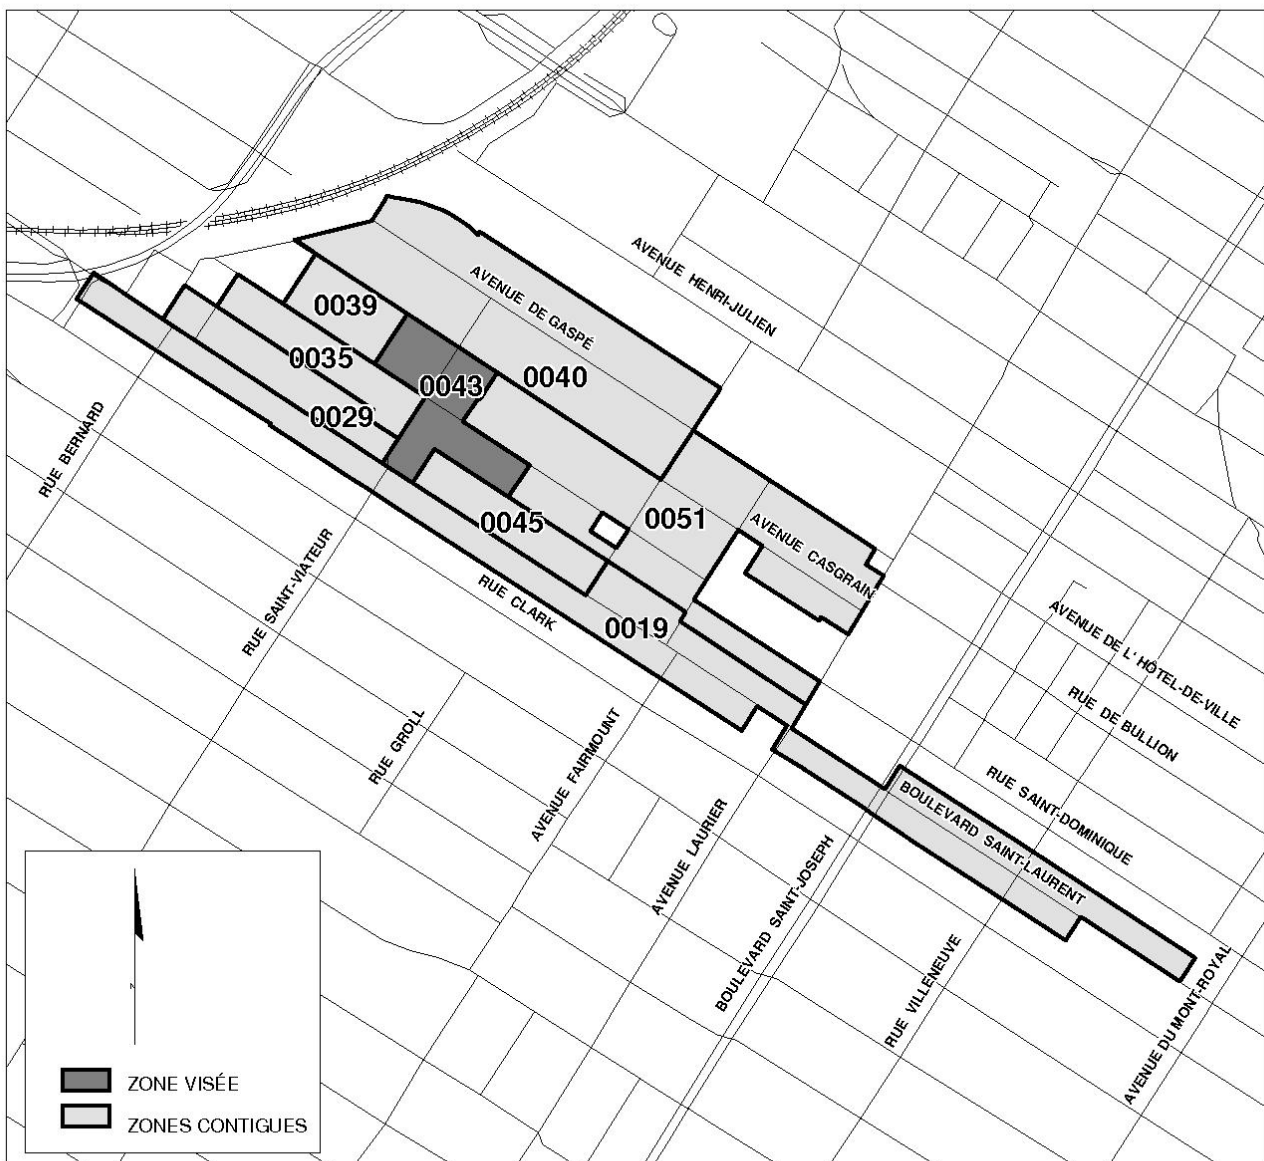 AVENUE HENRI-JULIEN
AVENUE DE GASPÉ
0039
0035
0043
0040
0029
RUE BERNARD
0045
0051
AVENUE CASGRAIN
RUE SAINT-VIATEUR
RUE CLARK
0019
AVENUE DE L' HÔTEL-DE-VILLE
RUE DE BULLION
RUE GROLL
AVENUE FAIRMOUNT
RUE SAINT-DOMINIQUE
BOULEVARD SAINT-LAURENT
AVENUE LAURIER
BOULEVARD SAINT-JOSEPH
RUE VILLENEUVE
AVENUE DU MONT-ROYAL
N
ZONE VISÉE
ZONES CONTIGUES